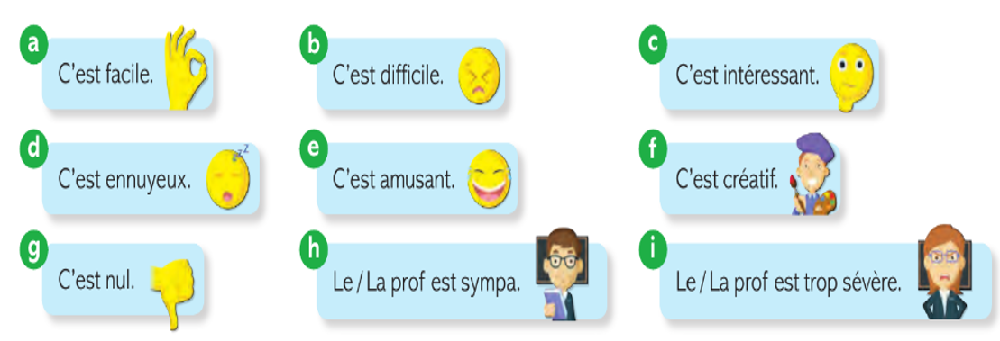 a C'est facile.
b C'est difficile.
c C'est intéressant.
d C'est ennuyeux.
zz
e C'est amusant.
f C'est créatif.
g C'est nul.
h Le / La prof est sympa.
i Le / La prof est trop sévère.